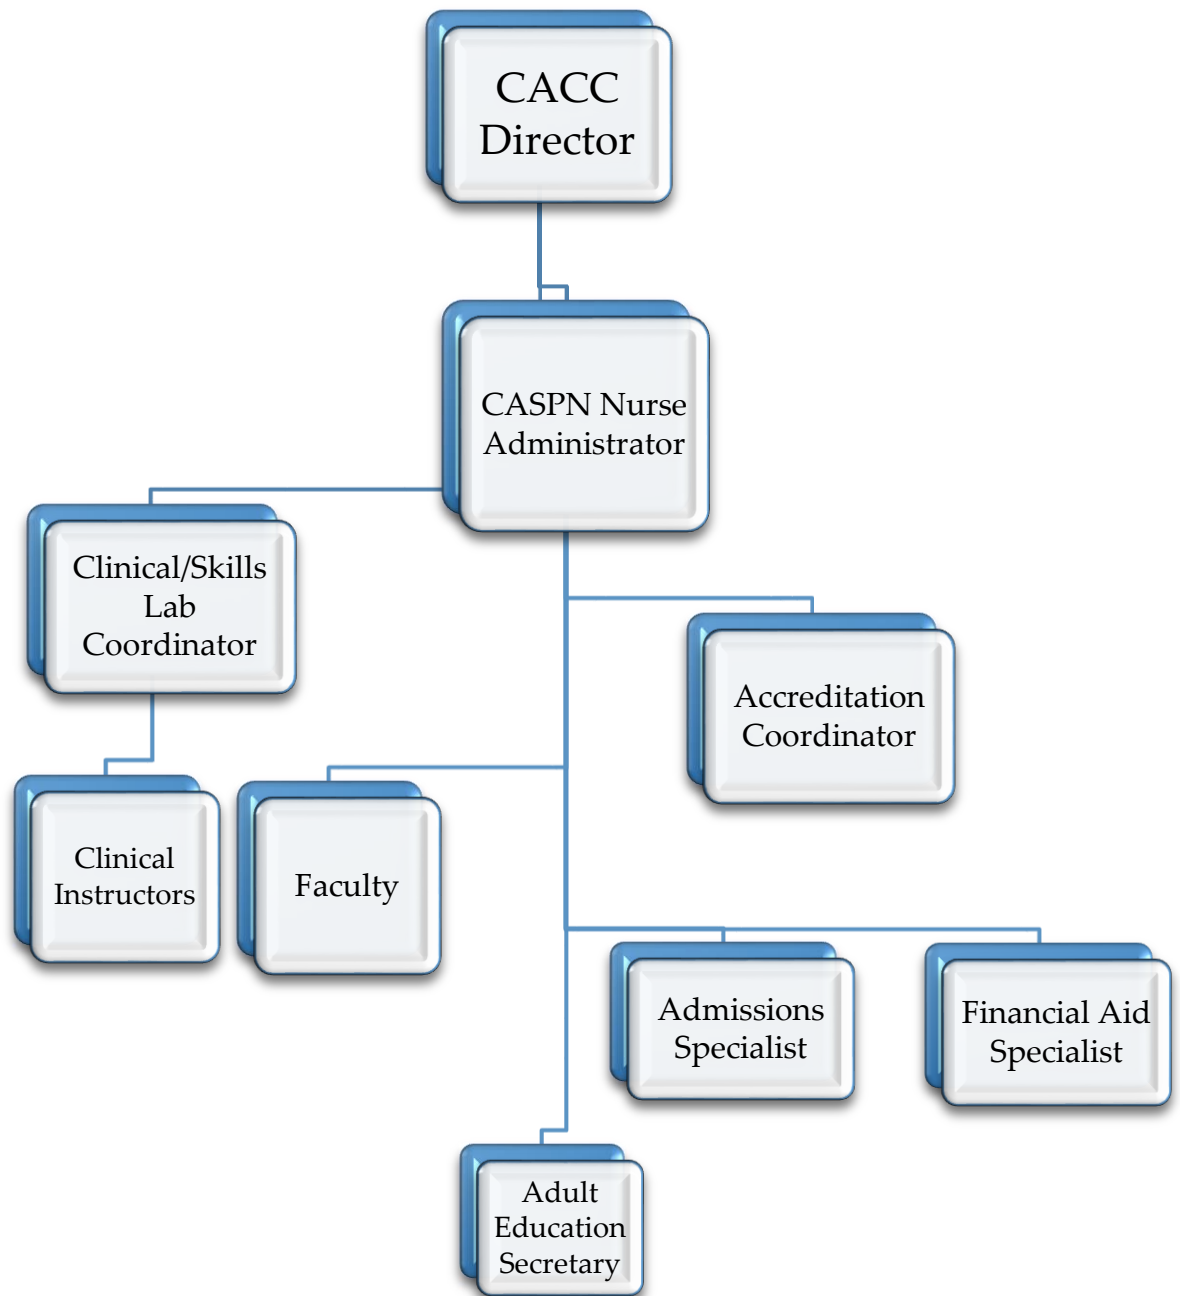 CACC
Director
CASPN Nurse
Administrator
Clinical/Skills
Lab
Coordinator
Accreditation
Coordinator
Clinical
Instructors
Faculty
Admissions
Specialist
Financial Aid
Specialist
Adult
Education
Secretary